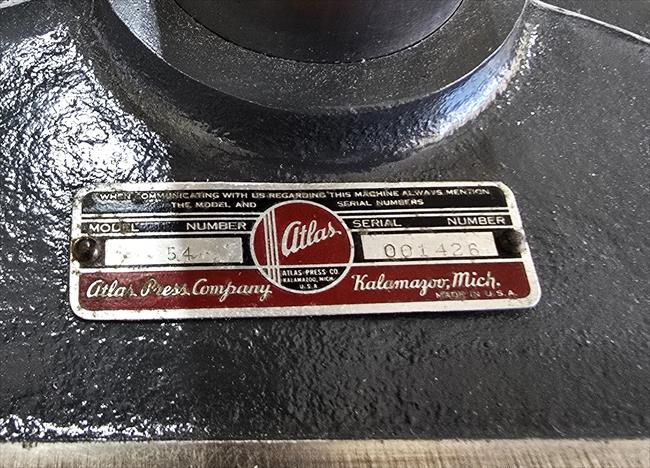 WHEN COMMUNICATING WITH US REGARDING THIS MACHINE ALWAYS MENTION
THE MODEL AND SERIAL NUMBERS
MODEL NUMBER
54
Atlas
ATLAS-PRESS CO.
KALAMAZOO, MICH.
U.S.A
SERIAL NUMBER
001426
Atlas Press Company Kalamazoo, Mich.
MADE IN U.S.A.